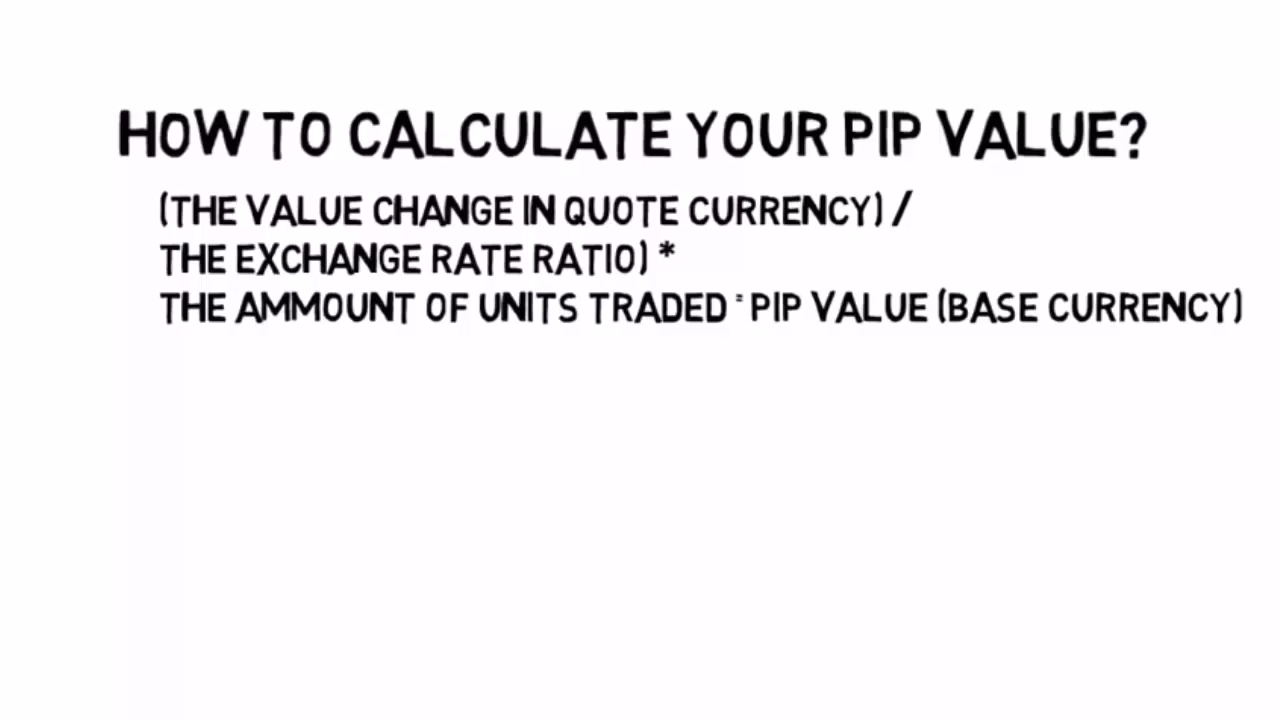 HOW TO CALCULATE YOUR PIP VALUE?
(THE VALUE CHANGE IN QUOTE CURRENCY) /
THE EXCHANGE RATE RATIO) *
THE AMMOUNT OF UNITS TRADED = PIP VALUE (BASE CURRENCY)